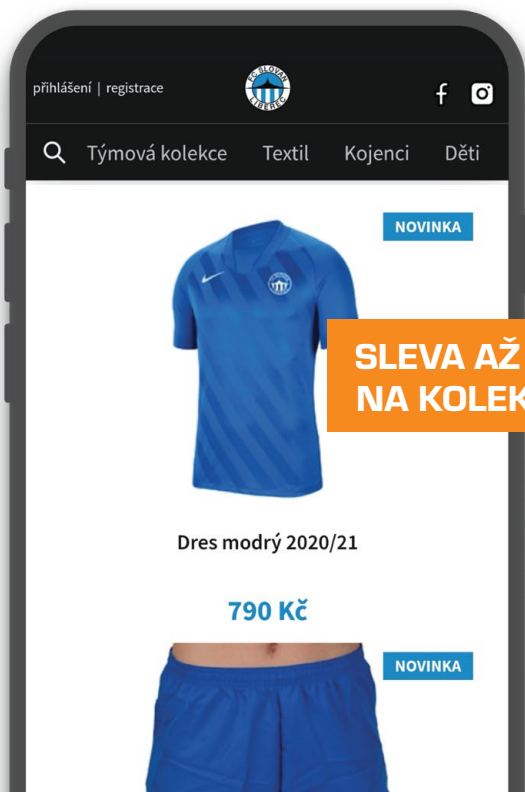 přihlášení | registrace
FC SLOVAN
LIBEREC
Týmová kolekce Textil Kojenci Děti
NOVINKA
SLEVA AŽ
NA KOLEK
Dres modrý 2020/21
790 Kč
NOVINKA